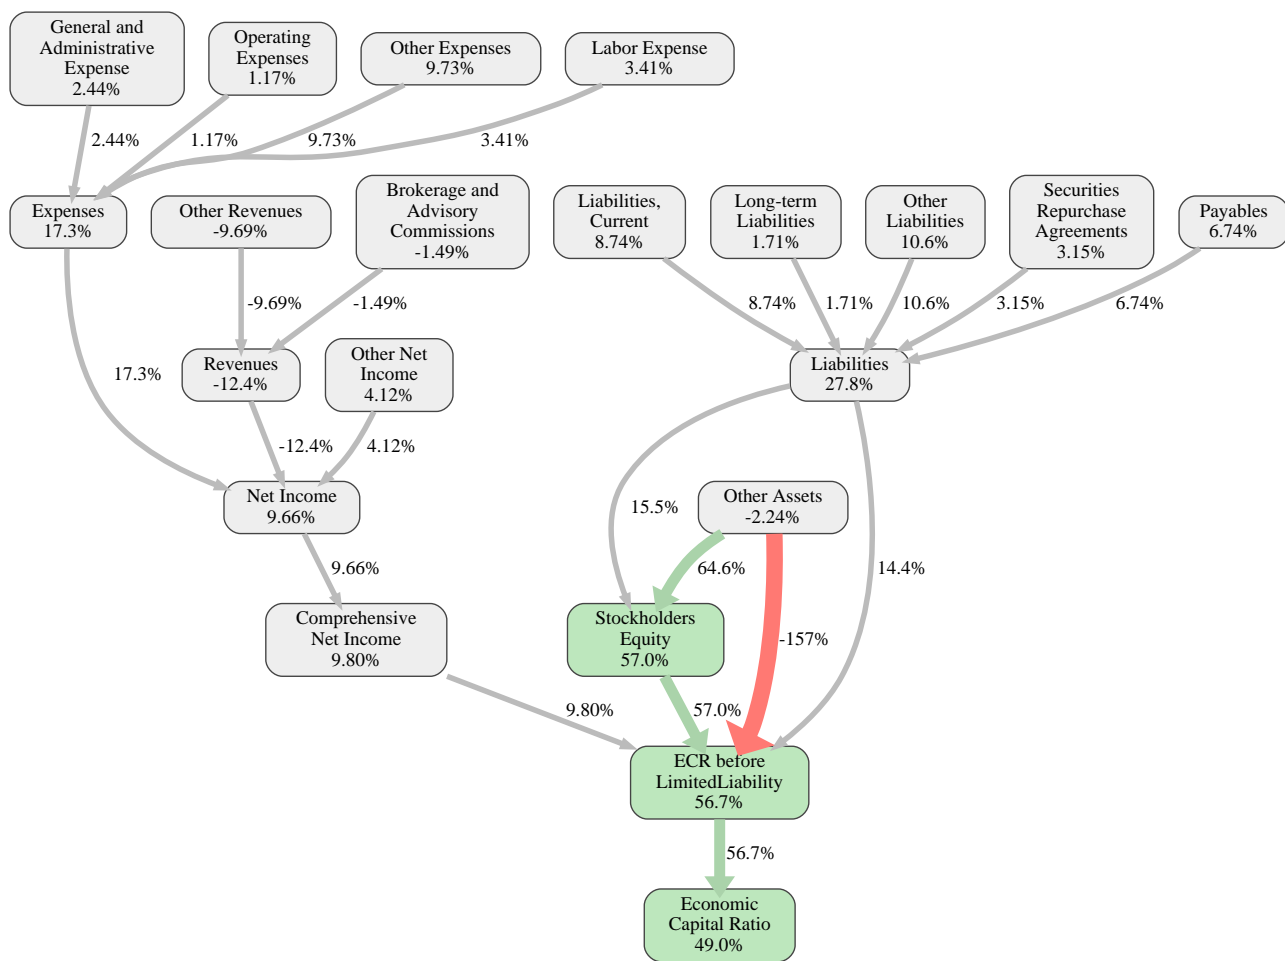 General and
Administrative
Expense
2.44%
Operating
Expenses
1.17%
Other Expenses
9.73%
Labor Expense
3.41%
2.44%
1.17%
9.73%
3.41%
Expenses
17.3%
Other Revenues
-9.69%
Brokerage and
Advisory
Commissions
-1.49%
Liabilities,
Current
8.74%
Long-term
Liabilities
1.71%
Other
Liabilities
10.6%
Securities
Repurchase
Agreements
3.15%
Payables
6.74%
-9.69%
-1.49%
8.74%
1.71%
10.6%
3.15%
6.74%
17.3%
Revenues
-12.4%
Other Net
Income
4.12%
Liabilities
27.8%
-12.4%
4.12%
Net Income
9.66%
15.5%
Other Assets
-2.24%
9.66%
64.6%
14.4%
Comprehensive
Net Income
9.80%
Stockholders
Equity
57.0%
-157%
9.80%
57.0%
ECR before
LimitedLiability
56.7%
56.7%
Economic
Capital Ratio
49.0%